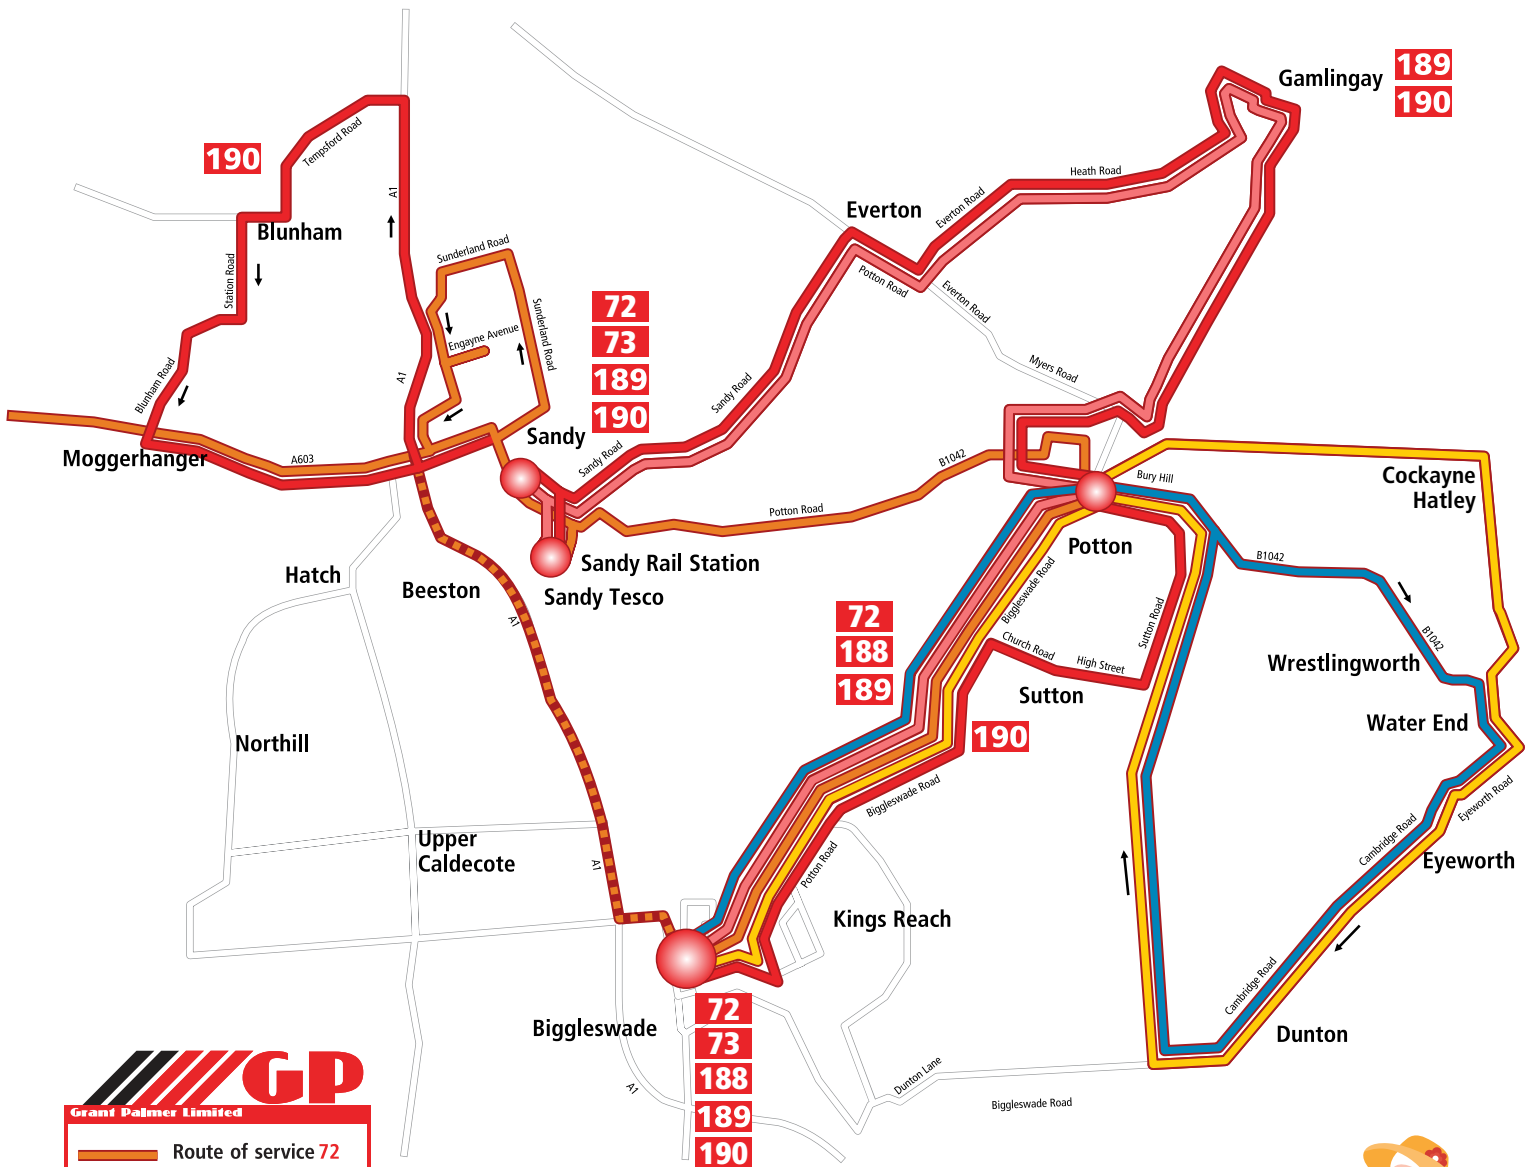 Gamlingay
189
190
190
Tempsford Road
A1
Heath Road
Everton Road
Everton
Blunham
Sunderland Road
Station Road
Potton Road
Everton Road
72
73
189
190
Sunderland Road
Engayne Avenue
Myers Road
A1
Blunham Road
Sandy Road
Sandy
Sandy Road
Moggerhanger
A603
B1042
Bury Hill
Cockayne
Hatley
Potton Road
Potton
B1042
Sandy Rail Station
Sandy Tesco
Hatch
Beeston
A1
Biggleswade Road
Sutton Road
72
188
189
Church Road
High Street
B1042
Wrestlingworth
Sutton
Water End
190
Northill
Biggleswade Road
Eyeworth Road
Cambridge Road
Upper
Caldecote
A1
Potton Road
Eyeworth
Kings Reach
Cambridge Road
Biggleswade
72
73
188
189
190
Dunton
A1
Dunton Lane
Biggleswade Road
GP
Grant Palmer Limited
Route of service 72